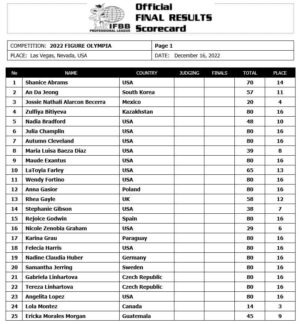 Official
FINAL RESULTS
Scorecard
IFBB
PROFESSIONAL LEAGUE
COMPETITION: 2022 FIGURE OLYMPIA Page 1
PLACE: Las Vegas, Nevada, USA DATE: December 16, 2022
No NAME COUNTRY JUDGING FINALS TOTAL PLACE
1 Shanice Abrams USA 70 14
2 An Da Jeong South Korea 57 11
3 Jossie Nathali Alarcon Becerra Mexico 20 4
4 Zulfiya Bitiyeva Kazakhstan 80 16
5 Nadia Bradford USA 48 10
6 Julia Champlin USA 80 16
7 Autumn Cleveland USA 80 16
8 Maria Luisa Baeza Diaz USA 39 8
9 Maude Exantus USA 80 16
10 LaToyia Farley USA 65 13
11 Wendy Fortino USA 80 16
12 Anna Gasior Poland 80 16
13 Rhea Gayle UK 58 12
14 Stephanie Gibson USA 38 7
15 Rejoice Godwin Spain 80 16
16 Nicole Zenobia Graham USA 29 6
17 Karina Grau Paraguay 80 16
18 Felecia Harris USA 80 16
19 Nadine Claudia Huber Germany 80 16
20 Samantha Jerring Sweden 80 16
21 Gabriela Linhartova Czech Republic 80 16
22 Tereza Linhartova Czech Republic 80 16
23 Angelita Lopez USA 80 16
24 Lola Montez Canada 14 3
25 Ericka Morales Morgan Guatemala 45 9